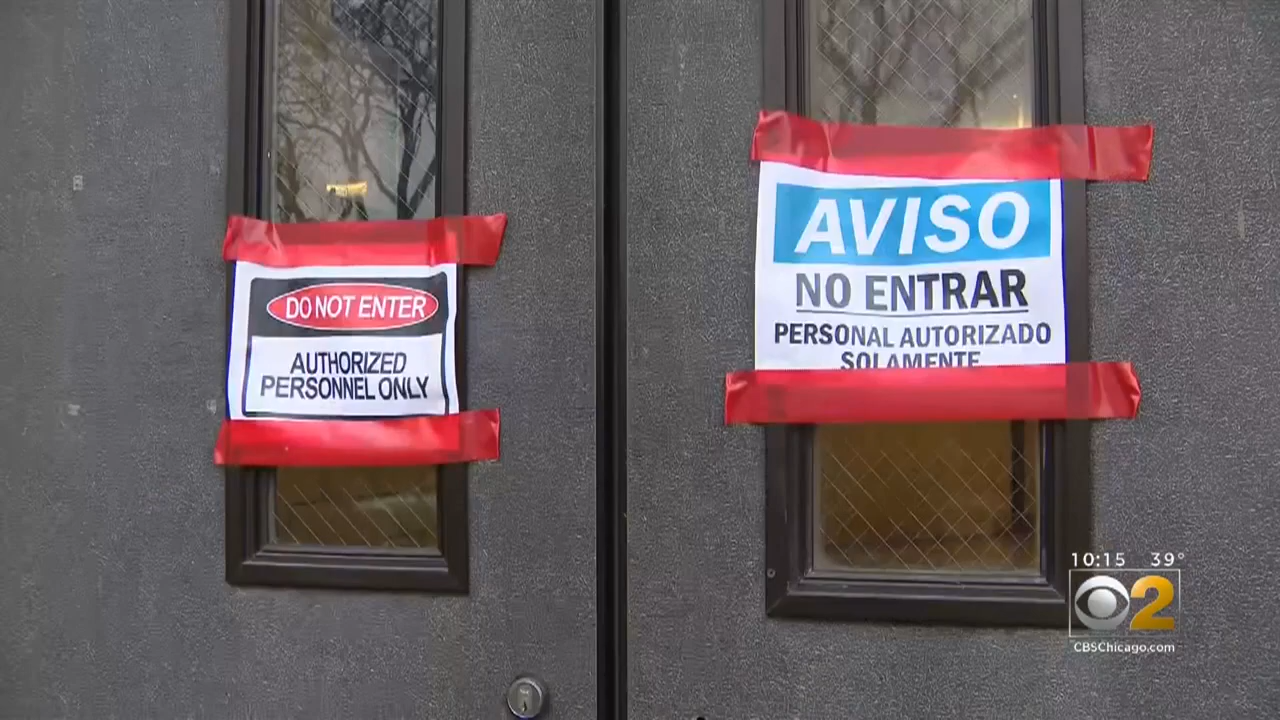 DO NOT ENTER
AUTHORIZED
PERSONNEL ONLY
AVISO
NO ENTRAR
PERSONAL AUTORIZADO
SOLAMENTE
10:15 39°
2
CBSChicago.com